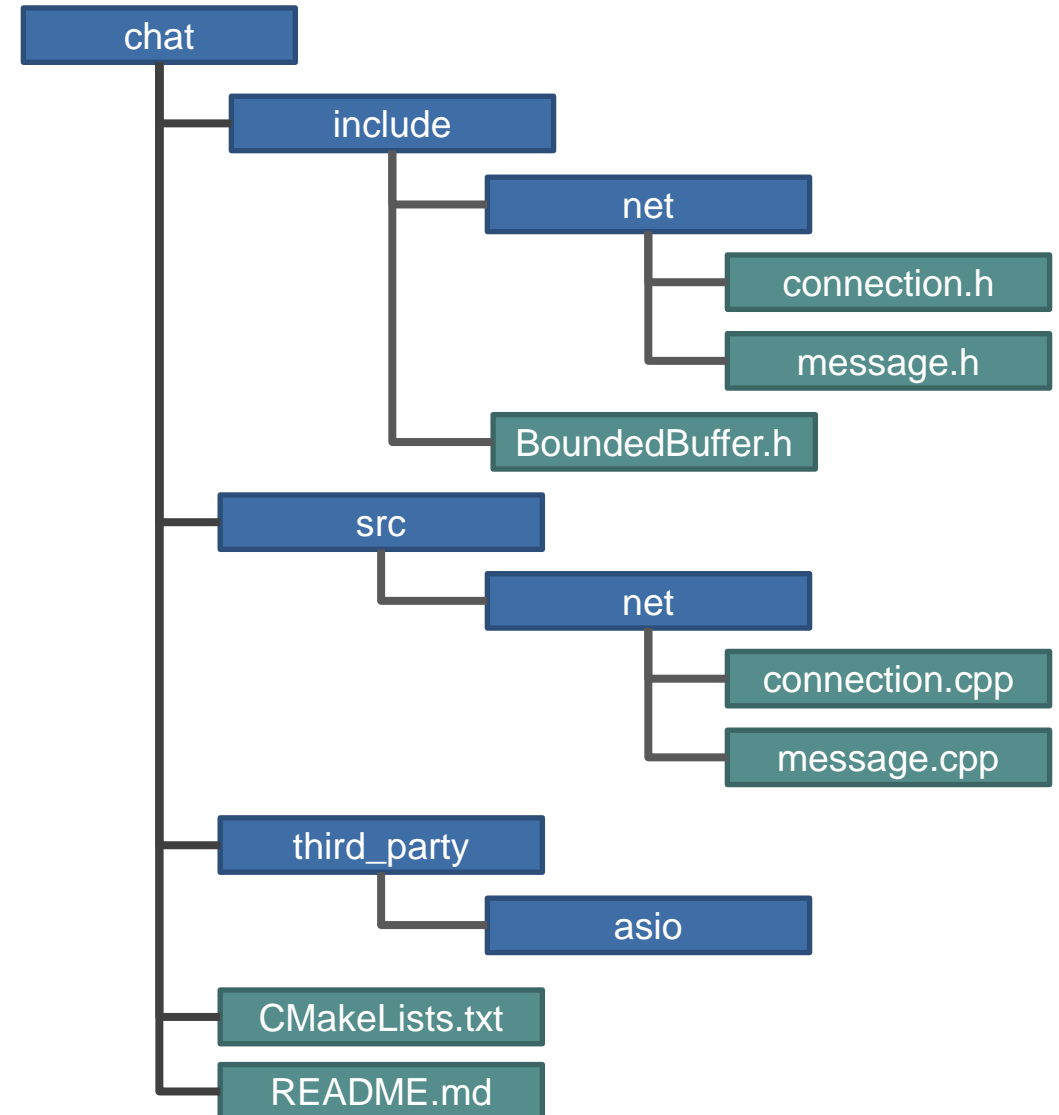 chat
include
net
connection.h
message.h
BoundedBuffer.h
src
net
connection.cpp
message.cpp
third_party
asio
CMakeLists.txt
README.md